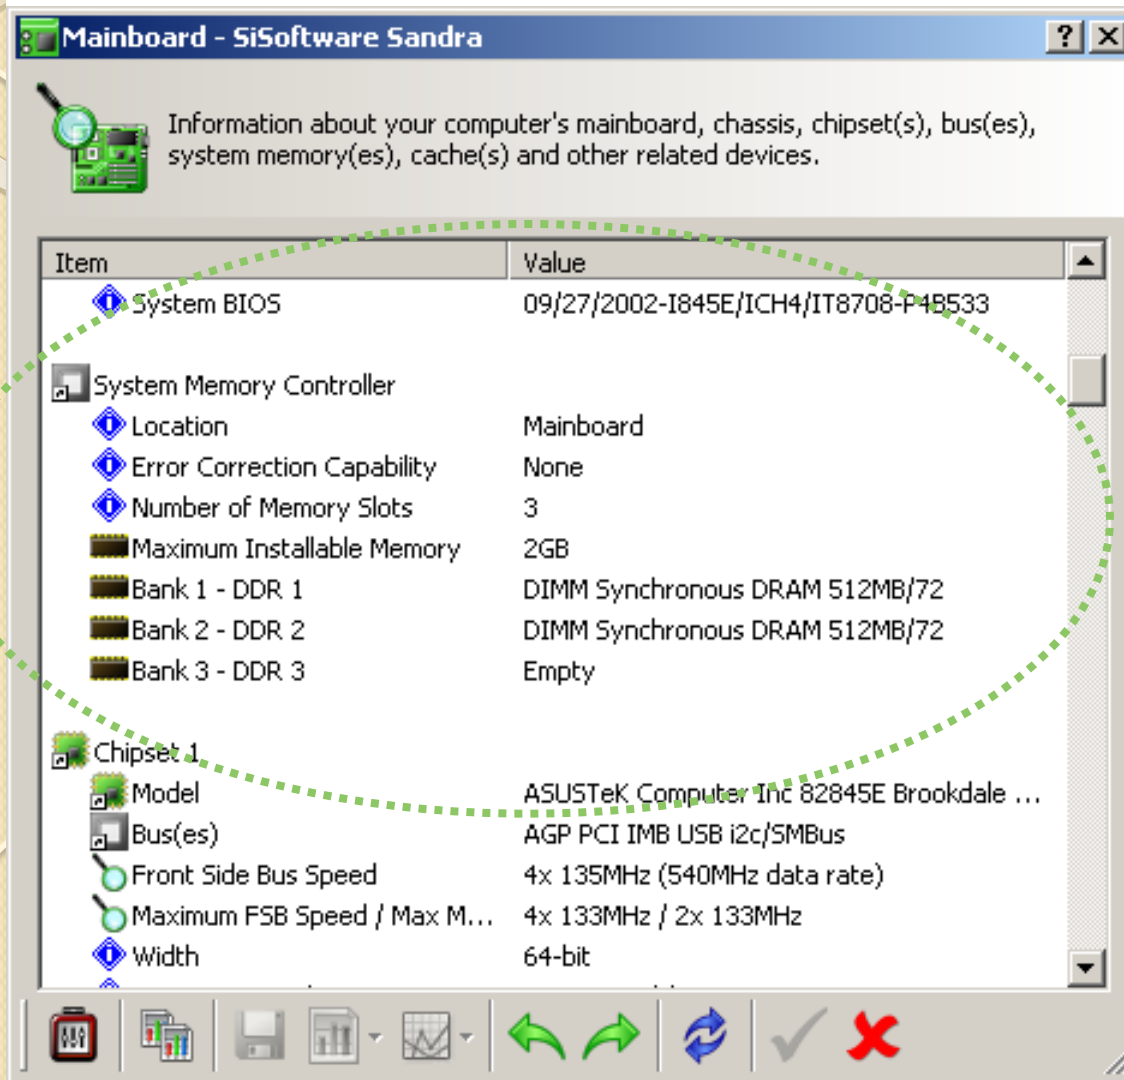 Mainboard - SiSoftware Sandra
Information about your computer's mainboard, chassis, chipset(s), bus(es),
system memory(es), cache(s) and other related devices.
Item Value
System BIOS 09/27/2002-I845E/ICH4/IT8708-P4B533
System Memory Controller
Location Mainboard
Error Correction Capability None
Number of Memory Slots 3
Maximum Installable Memory 2GB
Bank 1 - DDR 1 DIMM Synchronous DRAM 512MB/72
Bank 2 - DDR 2 DIMM Synchronous DRAM 512MB/72
Bank 3 - DDR 3 Empty
Chipset 1
Model ASUSTeK Computer Inc 82845E Brookdale ...
Bus(es) AGP PCI IMB USB i2c/SMBus
Front Side Bus Speed 4x 135MHz (540MHz data rate)
Maximum FSB Speed / Max M... 4x 133MHz / 2x 133MHz
Width 64-bit